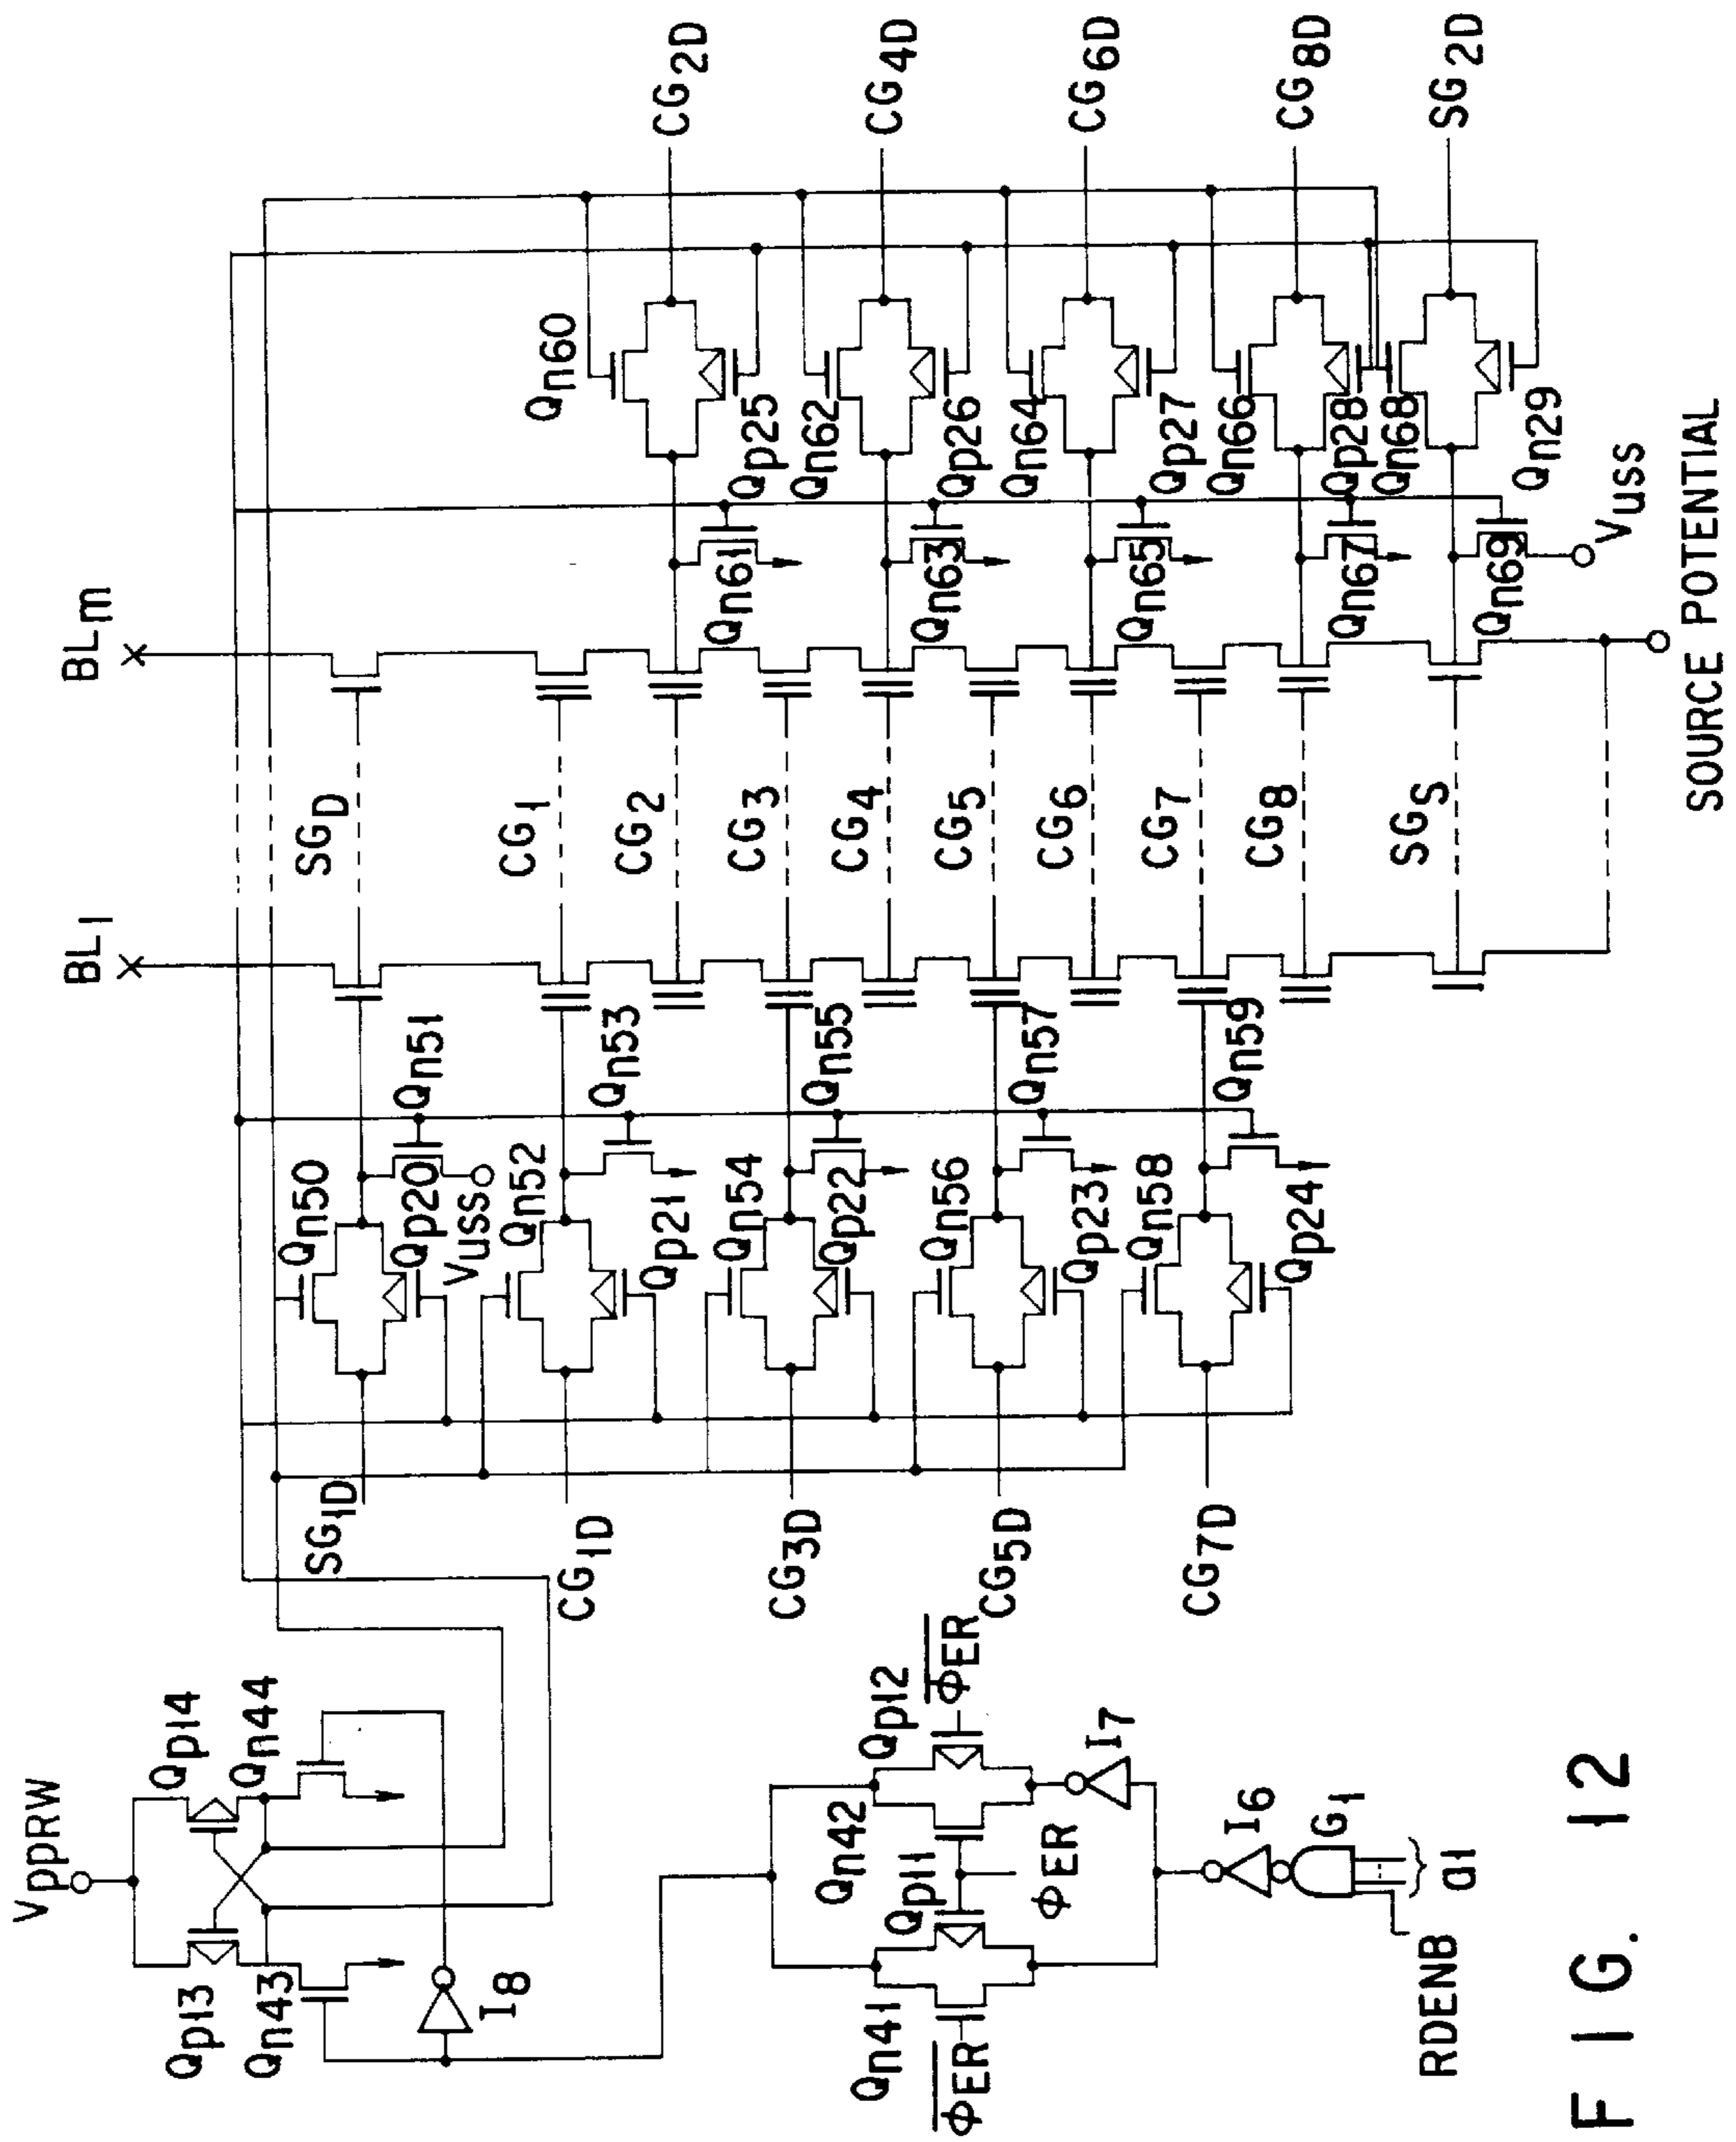 VppRW
Qp13
Qp14
Qn43
Qn44
I8
Qn41
Qn42
Qp11
Qp12
φER
φER
φER
I7
I6
G1
a1
RDENB
SG1D
CG1D
CG3D
CG5D
CG7D
Qn50
Qn51
Qp20
Vuss
Qn52
Qn53
Qp21
Qn54
Qn55
Qp22
Qn56
Qn57
Qp23
Qn58
Qn59
Qp24
BL1
BLm
SGD
CG1
CG2
CG3
CG4
CG5
CG6
CG7
CG8
SGS
Qn60
Qn61
Qp25
Qn62
Qn63
Qp26
Qn64
Qn65
Qp27
Qn66
Qn67
Qp28
Qn68
Qn69
Qn29
Vuss
CG2D
CG4D
CG6D
CG8D
SG2D
SOURCE POTENTIAL
FIG. 12